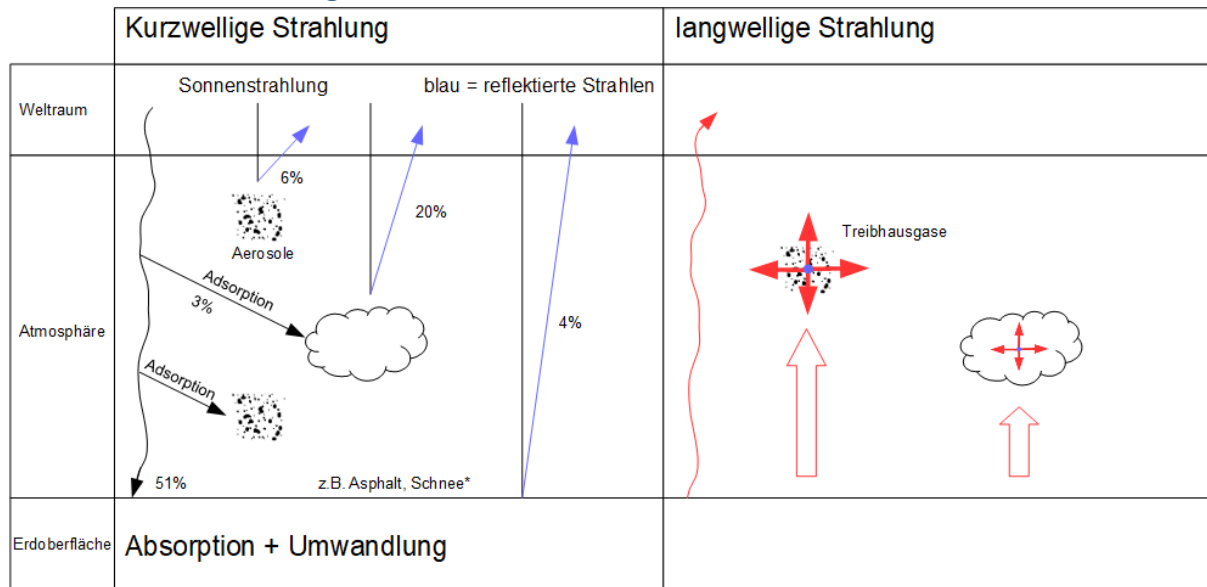 Kurzwellige Strahlung
langwellige Strahlung
Weltraum
Sonnenstrahlung
blau = reflektierte Strahlen
6%
20%
Aerosole
Treibhausgase
Adsorption
3%
Atmosphäre
4%
Adsorption
51%
z.B. Asphalt, Schnee*
Erdoberfläche
Absorption + Umwandlung